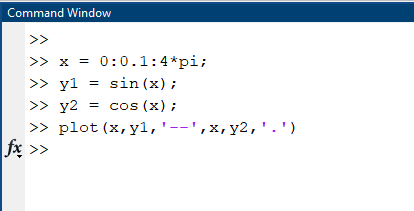 Command Window
>>
>> x = 0:0.1:4*pi;
>> y1 = sin(x);
>> y2 = cos(x);
>> plot(x,y1,'--',x,y2,'.')
fx >>